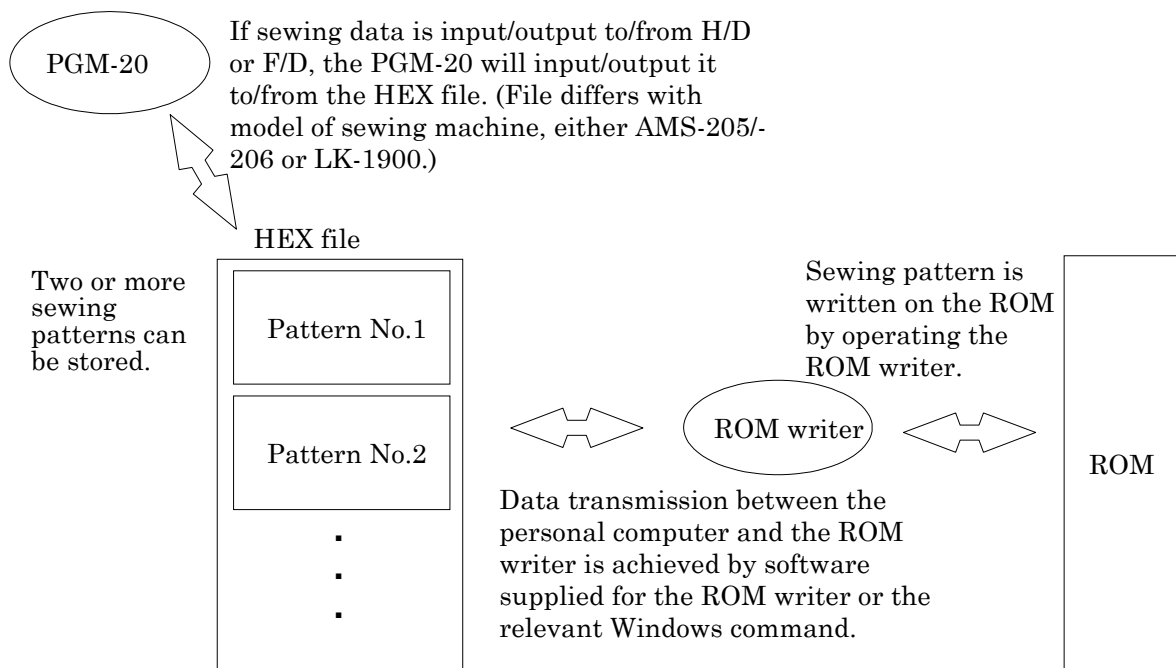 PGM-20
If sewing data is input/output to/from H/D
or F/D, the PGM-20 will input/output it
to/from the HEX file. (File differs with
model of sewing machine, either AMS-205/-
206 or LK-1900.)
HEX file
Two or more
sewing
patterns can
be stored.
Pattern No.1
Pattern No.2
Sewing pattern is
written on the ROM
by operating the
ROM writer.
ROM writer
ROM
Data transmission between the
personal computer and the ROM
writer is achieved by software
supplied for the ROM writer or the
relevant Windows command.